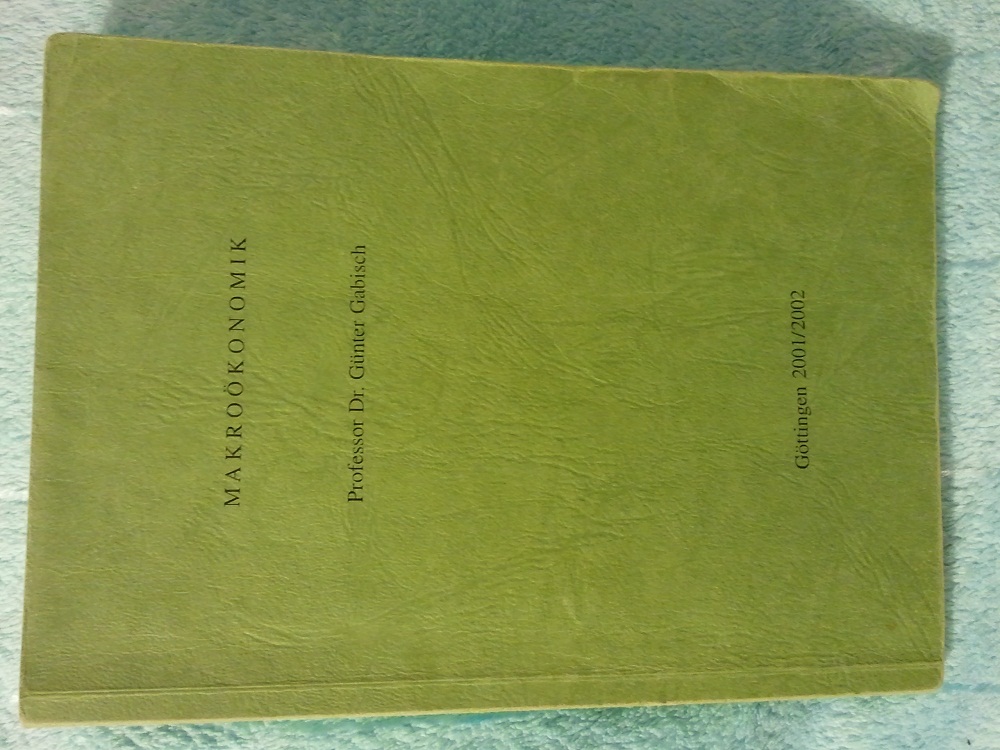 MAKROÖKONOMIK
Professor Dr. Günter Gabisch
Göttingen 2001/2002